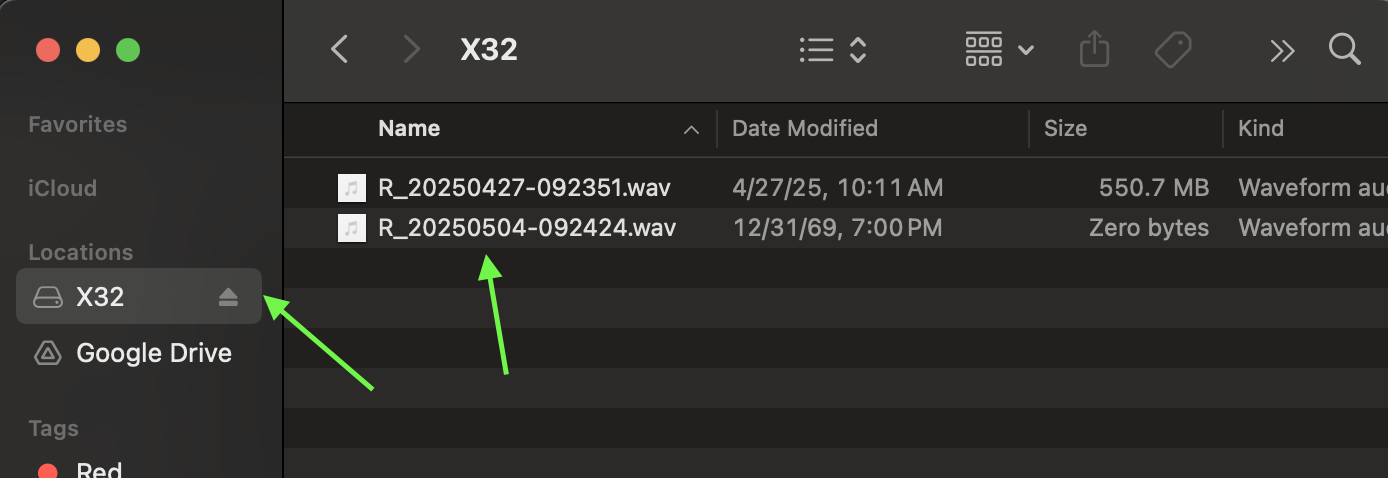 X32
Favorites
iCloud
Locations
X32
Google Drive
Tags
Red
Name Date Modified Size Kind
R_20250427-092351.wav 4/27/25, 10:11 AM 550.7 MB Waveform au
R_20250504-092424.wav 12/31/69, 7:00 PM Zero bytes Waveform au